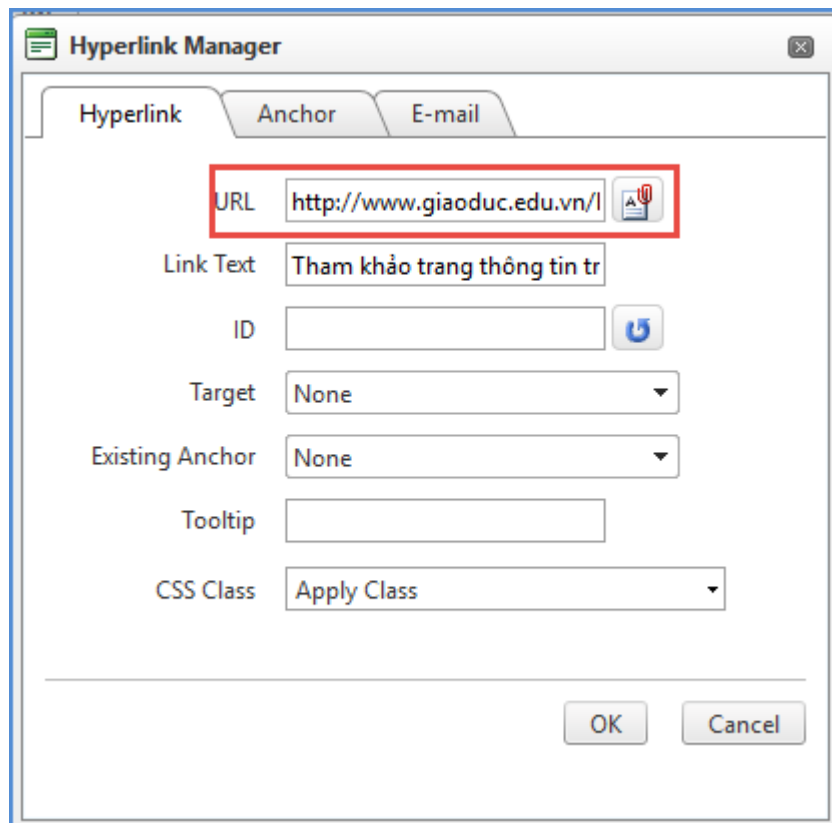 Hyperlink Manager
Hyperlink Anchor E-mail
URL http://www.giaoduc.edu.vn/
Link Text Tham khảo trang thông tin tr
ID
Target None
Existing Anchor None
Tooltip
CSS Class Apply Class
OK Cancel